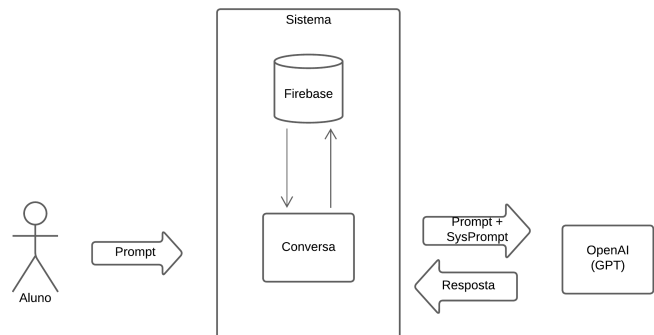 Sistema
Firebase
Conversa
Aluno
Prompt
Prompt +
SysPrompt
Resposta
OpenAI
(GPT)